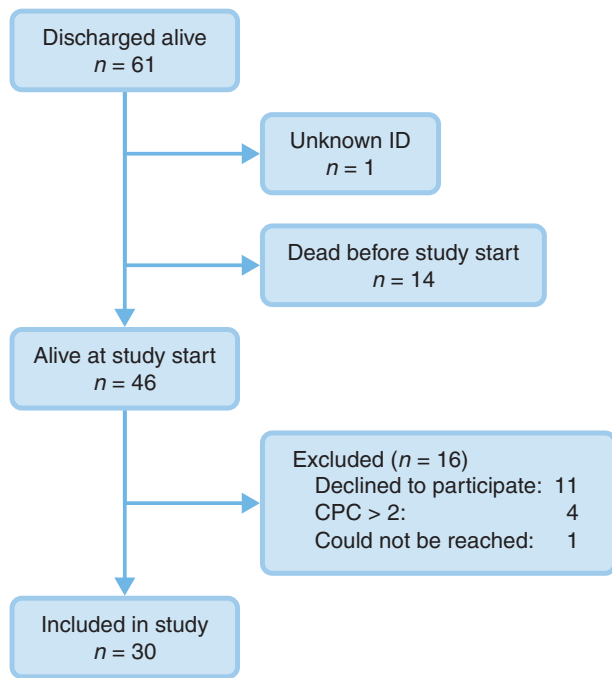 Discharged alive
n = 61
Unknown ID
n = 1
Dead before study start
n = 14
Alive at study start
n = 46
Excluded (n = 16)
Declined to participate: 11
CPC > 2: 4
Could not be reached: 1
Included in study
n = 30